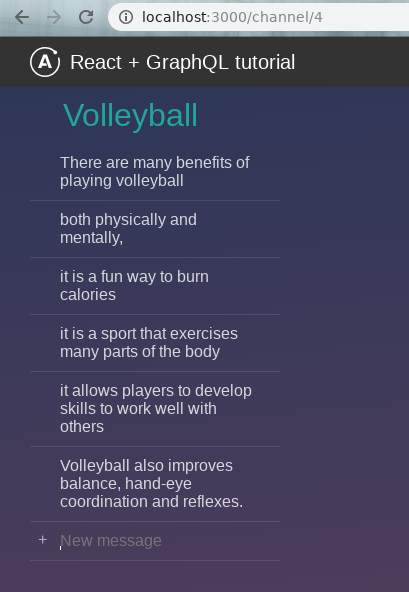 localhost:3000/channel/4
React + GraphQL tutorial
Volleyball
There are many benefits of
playing volleyball
both physically and
mentally,
it is a fun way to burn
calories
it is a sport that exercises
many parts of the body
it allows players to develop
skills to work well with
others
Volleyball also improves
balance, hand-eye
coordination and reflexes.
+ New message